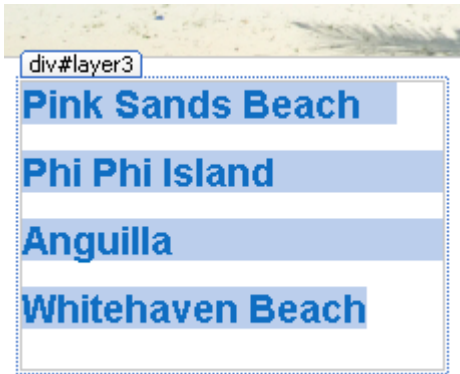 div#layer3
Pink Sands Beach
Phi Phi Island
Anguilla
Whitehaven Beach